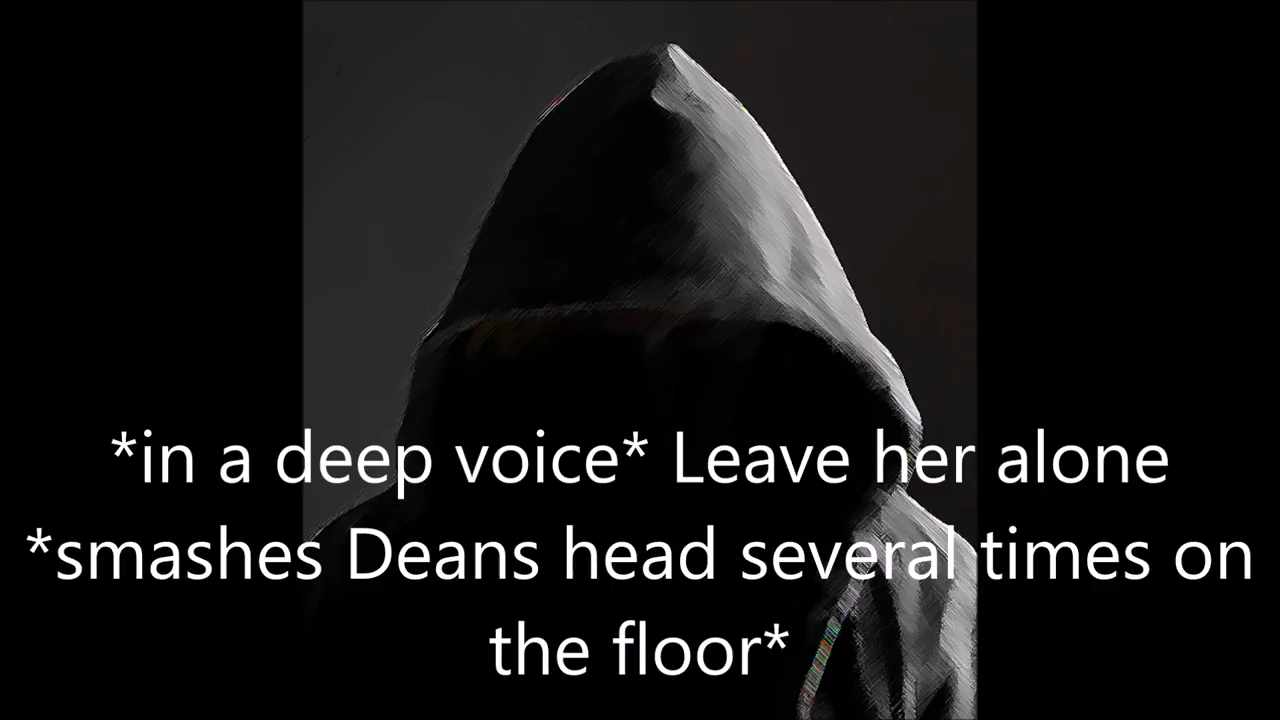 *in a deep voice* Leave her alone
*smashes Deans head several times on
the floor*